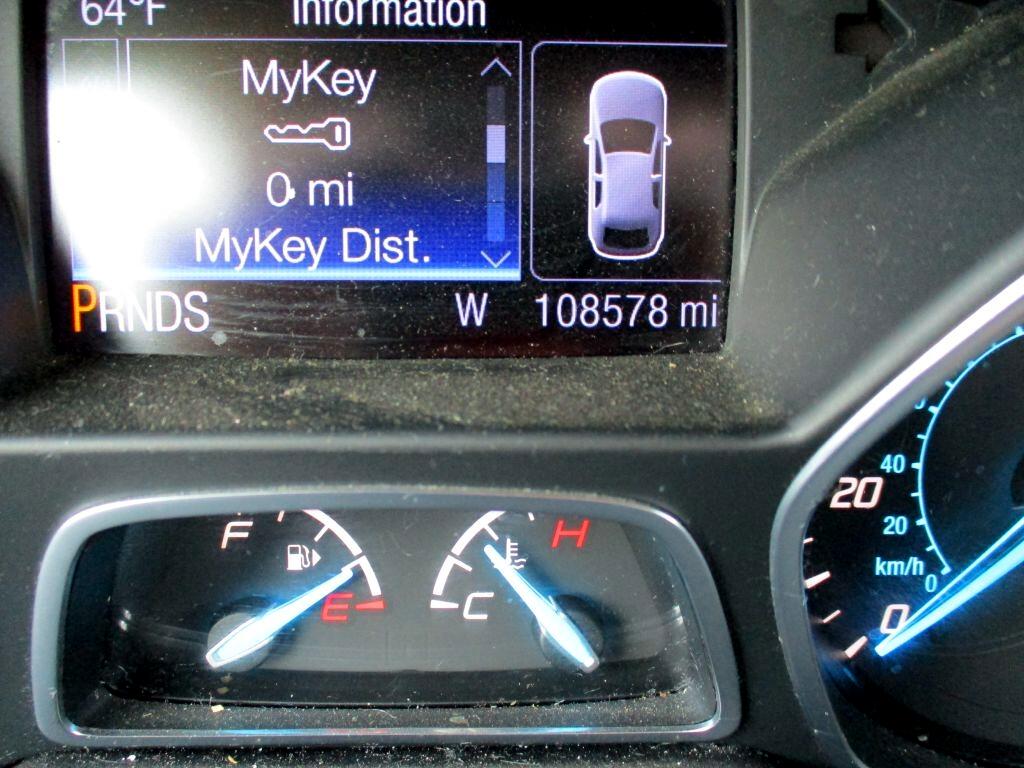 64°F Information
MyKey
0 mi
MyKey Dist.
PRNDS W 108578 mi
F H
E C
40
20
20
km/h
0
0